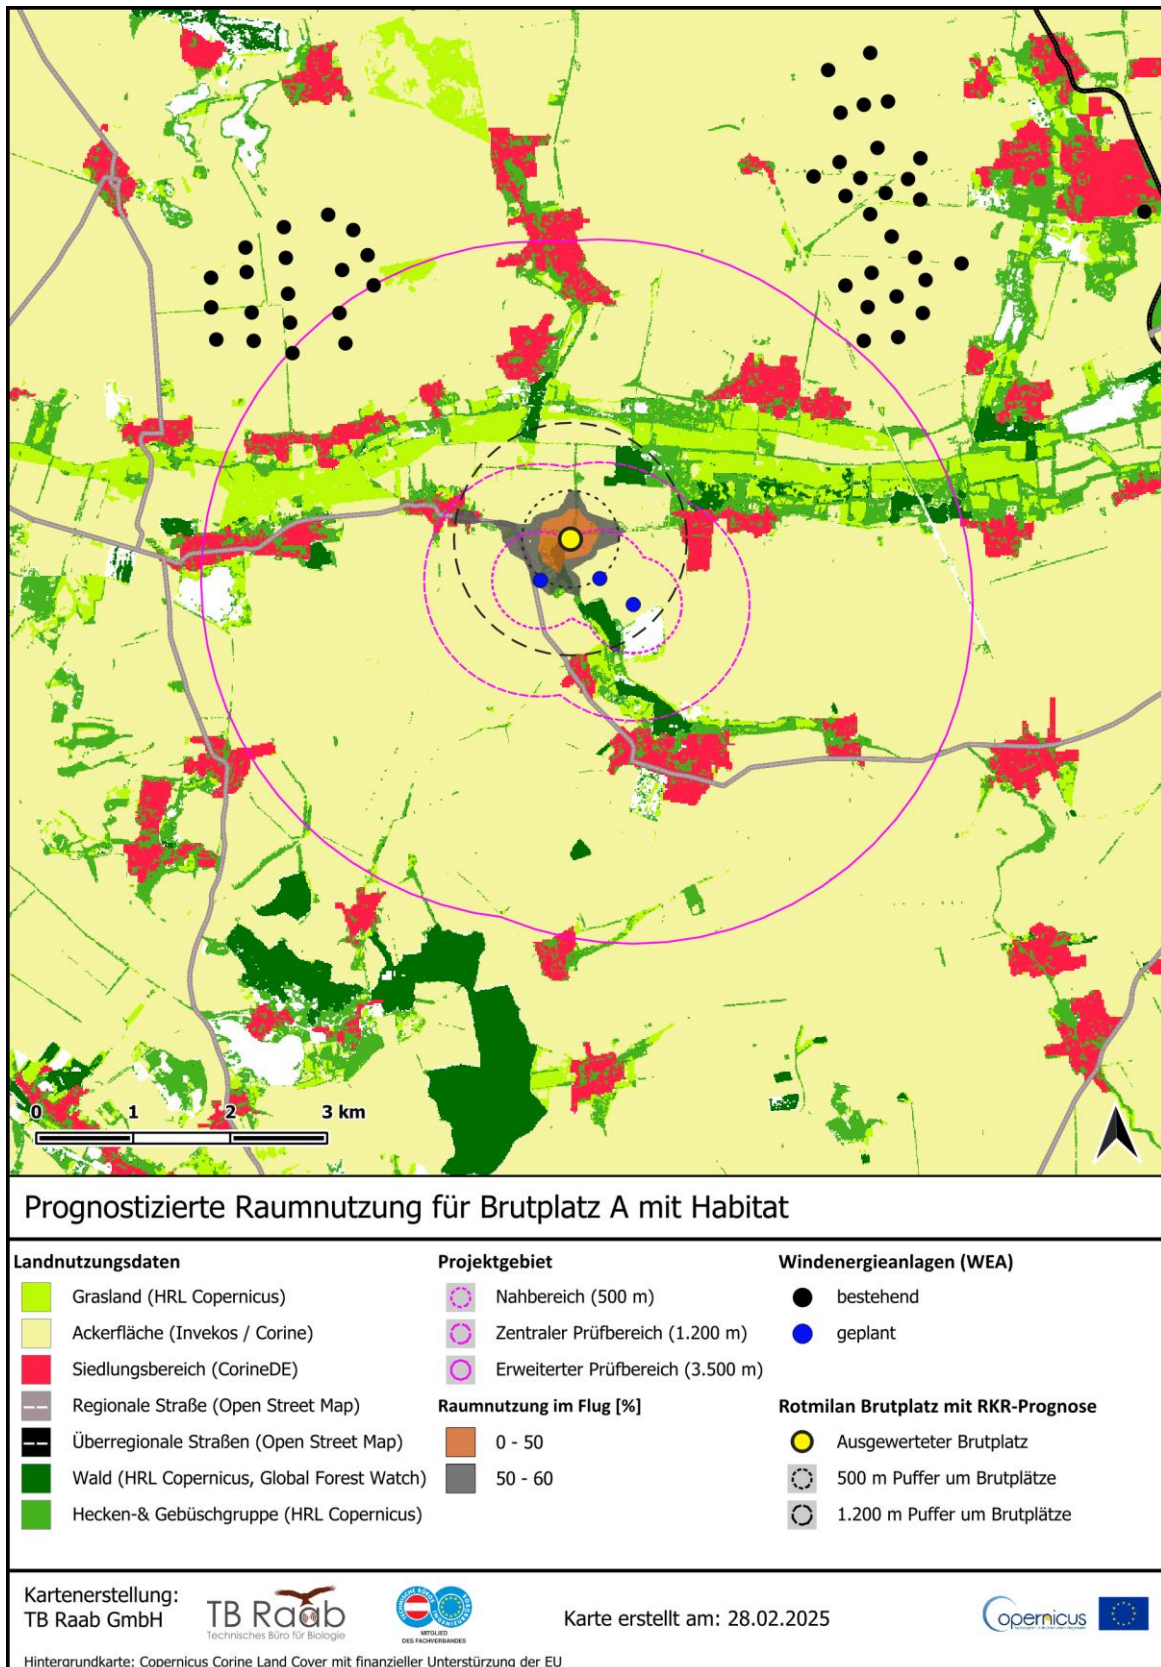 0 1 2 3 km
Prognostizierte Raumnutzung für Brutplatz A mit Habitat
Landnutzungsdaten
Grasland (HRL Copernicus)
Ackerfläche (Invekos / Corine)
Siedlungsbereich (CorineDE)
Regionale Straße (Open Street Map)
Überregionale Straßen (Open Street Map)
Wald (HRL Copernicus, Global Forest Watch)
Hecken-& Gebüschgruppe (HRL Copernicus)
Projektgebiet
Nahbereich (500 m)
Zentraler Prüfbereich (1.200 m)
Erweiterter Prüfbereich (3.500 m)
Raumnutzung im Flug [%]
0 - 50
50 - 60
Windenergieanlagen (WEA)
bestehend
geplant
Rotmilan Brutplatz mit RKR-Prognose
Ausgewerteter Brutplatz
500 m Puffer um Brutplätze
1.200 m Puffer um Brutplätze
Kartenerstellung:
TB Raab GmbH
TB Raab
Technisches Büro für Biologie
MITGLIED
DES FACHVERBANDES
Karte erstellt am: 28.02.2025
Copernicus
Hintergrundkarte: Copernicus Corine Land Cover mit finanzieller Unterstürzung der EU